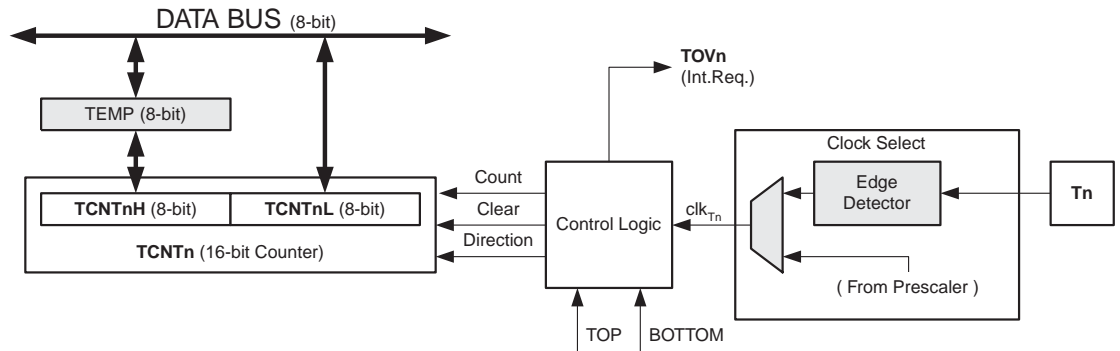 DATA BUS (8-bit)
TOVn
(Int.Req.)
TEMP (8-bit)
Clock Select
Count
Edge
Detector
Tn
TCNTnH (8-bit) TCNTnL (8-bit)
Clear
Control Logic
clkTn
Direction
TCNTn (16-bit Counter)
( From Prescaler )
TOP
BOTTOM